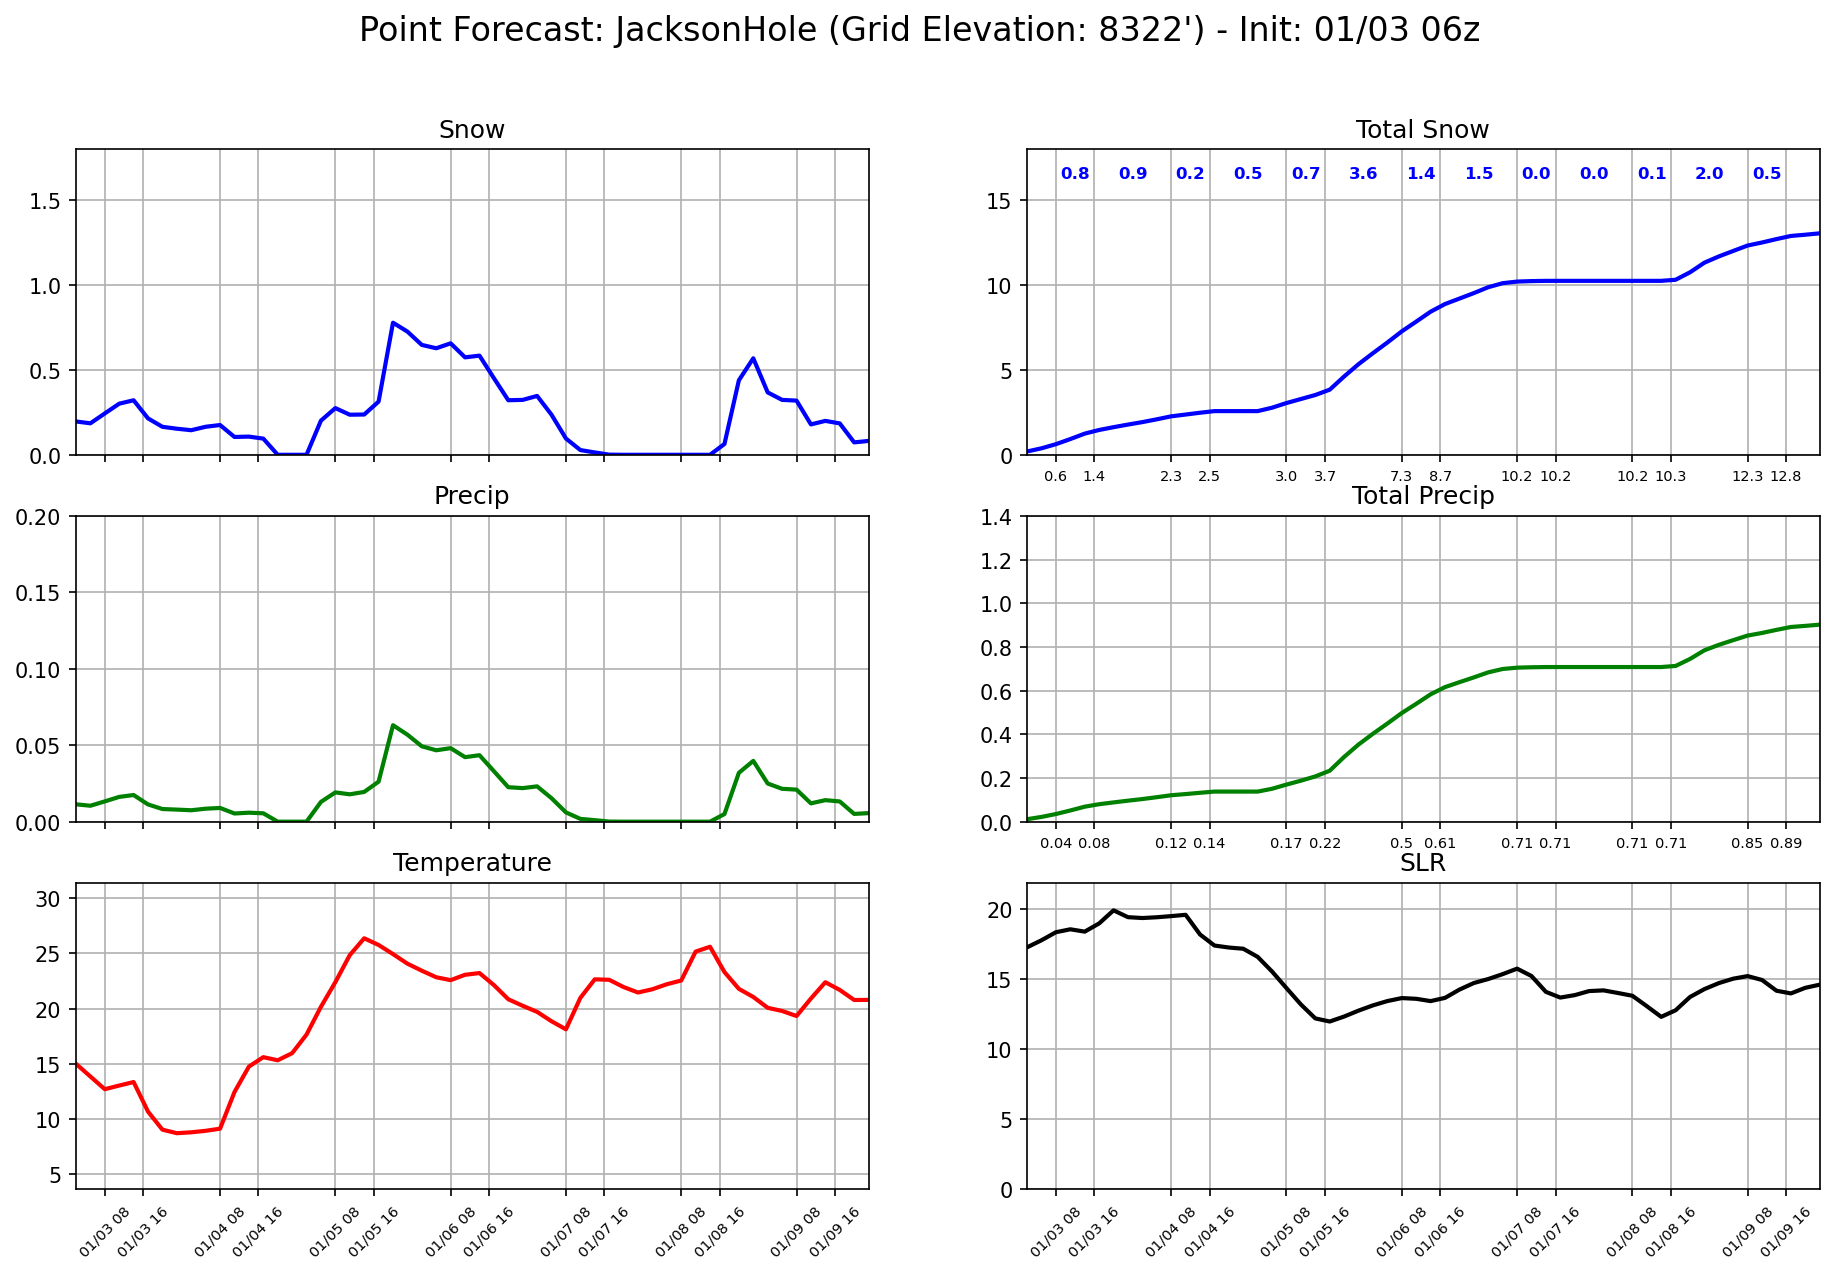 Point Forecast: JacksonHole (Grid Elevation: 8322') - Init: 01/03 06z
Snow
1.5
1.0
0.5
0.0
Total Snow
0.8 0.9 0.2 0.5 0.7 3.6 1.4 1.5 0.0 0.0 0.1 2.0 0.5
15
10
5
0
0.6 1.4 2.3 2.5 3.0 3.7 7.3 8.7 10.2 10.2 10.2 10.3 12.3 12.8
Precip
0.20
0.15
0.10
0.05
0.00
Total Precip
1.4
1.2
1.0
0.8
0.6
0.4
0.2
0.0
0.04 0.08 0.12 0.14 0.17 0.22 0.5 0.61 0.71 0.71 0.71 0.71 0.85 0.89
Temperature
30
25
20
15
10
5
01/03 08 01/03 16 01/04 08 01/04 16 01/05 08 01/05 16 01/06 08 01/06 16 01/07 08 01/07 16 01/08 08 01/08 16 01/09 08 01/09 16
SLR
20
15
10
5
0
01/03 08 01/03 16 01/04 08 01/04 16 01/05 08 01/05 16 01/06 08 01/06 16 01/07 08 01/07 16 01/08 08 01/08 16 01/09 08 01/09 16